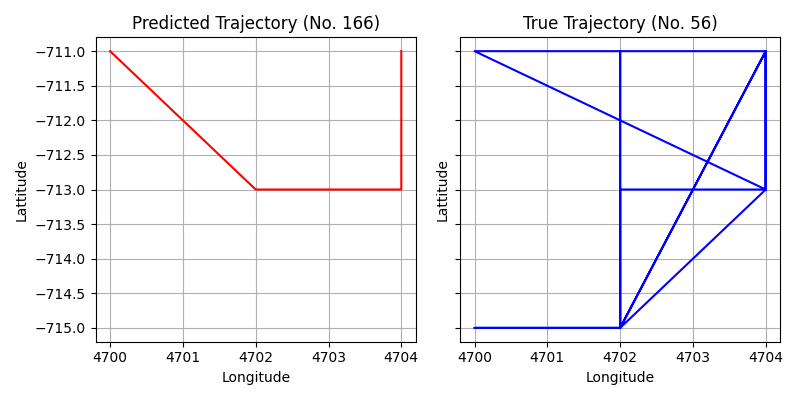 Predicted Trajectory (No. 166)
−711.0
−711.5
−712.0
−712.5
−713.0
−713.5
−714.0
−714.5
−715.0
Lattitude
4700 4701 4702 4703 4704
Longitude
True Trajectory (No. 56)
Lattitude
4700 4701 4702 4703 4704
Longitude